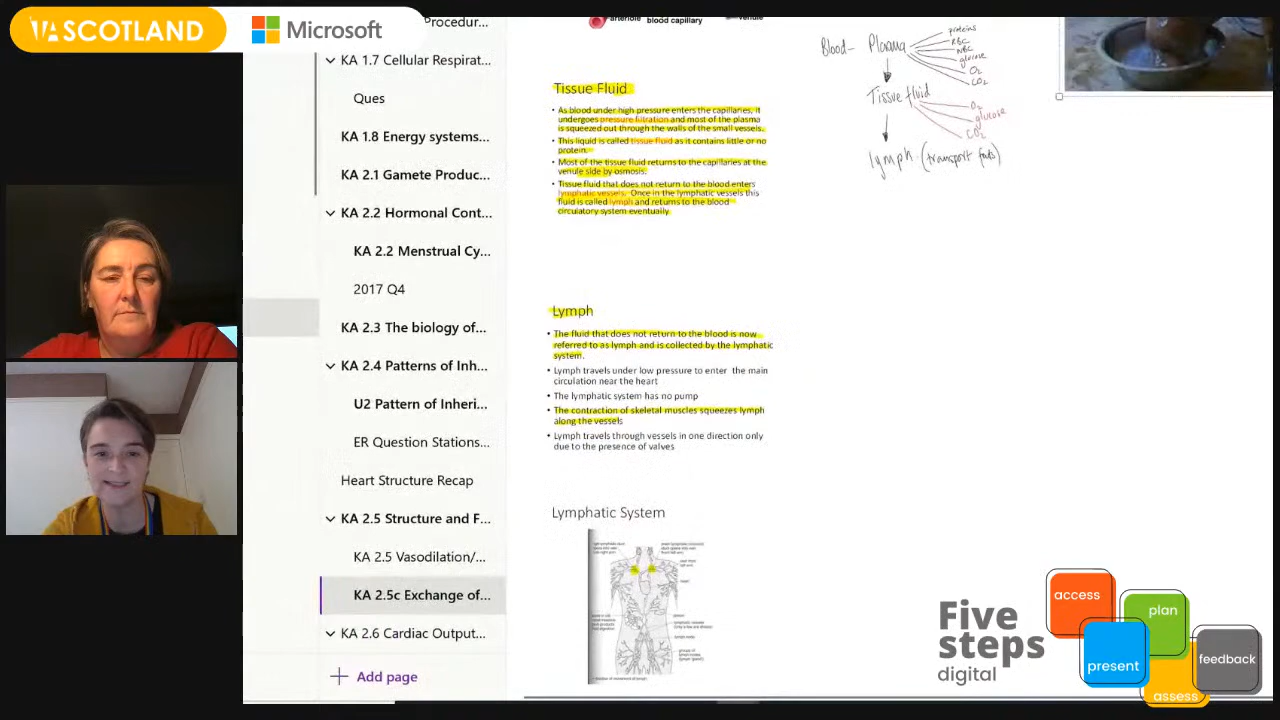 VASCOTLAND
Microsoft
Procedur...
KA 1.7 Cellular Respirat...
Ques
KA 1.8 Energy systems...
KA 2.1 Gamete Produc...
KA 2.2 Hormonal Cont...
KA 2.2 Menstrual Cy...
2017 Q4
KA 2.3 The biology of...
KA 2.4 Patterns of Inh...
U2 Pattern of Inheri...
ER Question Stations...
Heart Structure Recap
KA 2.5 Structure and F...
KA 2.5 Vasodilation/...
KA 2.5c Exchange of...
KA 2.6 Cardiac Output...
Add page
arteriole
blood capillary
venule
Tissue Fluid
• As blood under high pressure enters the capillaries, it
undergoes pressure filtration and most of the plasma
is squeezed out through the walls of the small vessels.
• This liquid is called tissue fluid as it contains little or no
protein.
• Most of the tissue fluid returns to the capillaries at the
venule side by osmosis.
• Tissue fluid that does not return to the blood enters
lymphatic vessels. Once in the lymphatic vessels this
fluid is called lymph and returns to the blood
circulatory system eventually
Lymph
• The fluid that does not return to the blood is now
referred to as lymph and is collected by the lymphatic
system.
• Lymph travels under low pressure to enter the main
circulation near the heart
• The lymphatic system has no pump
• The contraction of skeletal muscles squeezes lymph
along the vessels
• Lymph travels through vessels in one direction only
due to the presence of valves
Lymphatic System
Blood - Plasma
proteins
RBC
WBC
glucose
O2
CO2
Tissue fluid
O2
glucose
CO2
lymph (transport fats)
Five
steps
digital
access
plan
present
feedback
assess